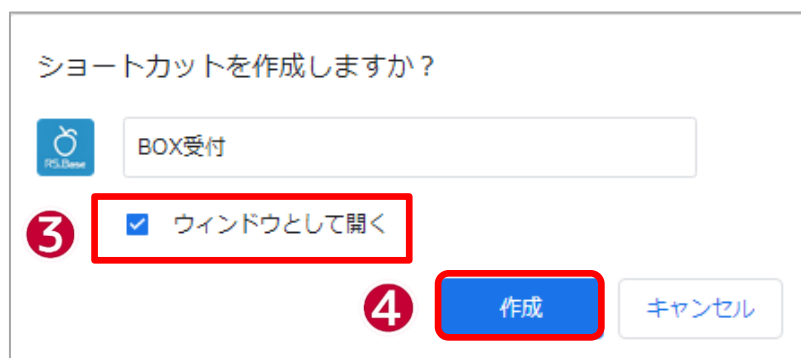 ショートカットを作成しますか？
RS.Base
BOX受付
❸ ウィンドウとして開く
❹ 作成 キャンセル